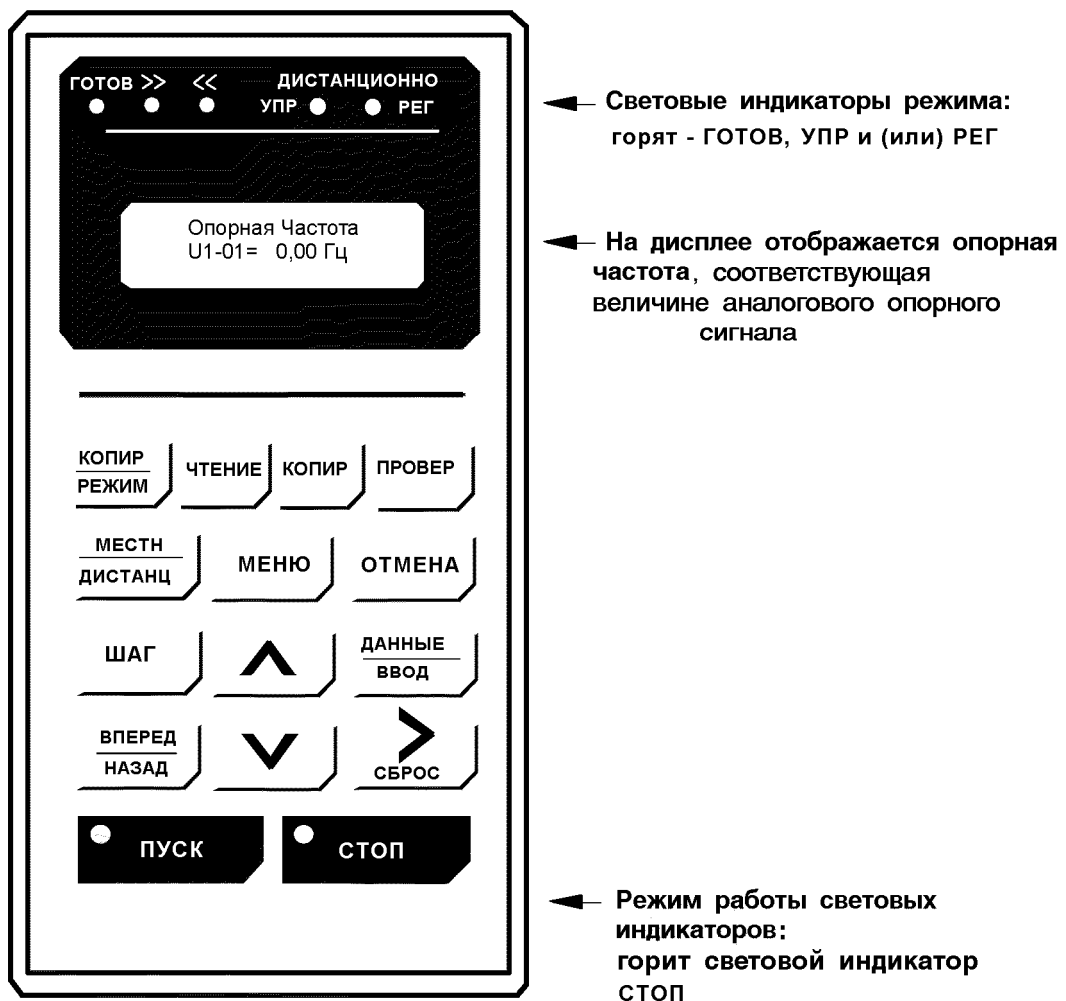 ГОТОВ >> << ДИСТАНЦИОННО
УПР РЕГ
Опорная Частота
U1-01= 0,00 Гц
КОПИР
РЕЖИМ
ЧТЕНИЕ
КОПИР
ПРОВЕР
МЕСТН
ДИСТАНЦ
МЕНЮ
ОТМЕНА
ШАГ
ДАННЫЕ
ВВОД
ВПЕРЕД
НАЗАД
СБРОС
ПУСК
СТОП
Световые индикаторы режима:
горят - ГОТОВ, УПР и (или) РЕГ
На дисплее отображается опорная
частота, соответствующая
величине аналогового опорного
сигнала
Режим работы световых
индикаторов:
горит световой индикатор
СТОП